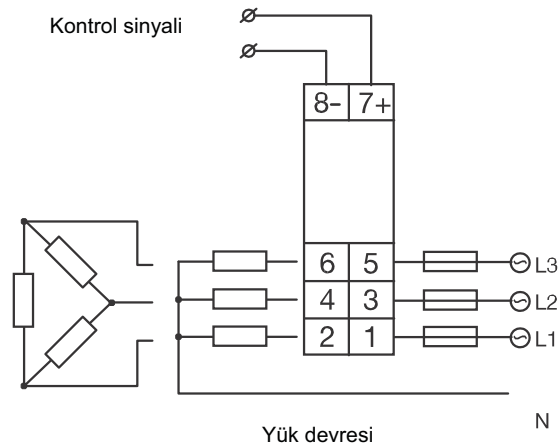 Kontrol sinyali
8- 7+
6 5 L3
4 3 L2
2 1 L1
N
Yük devresi